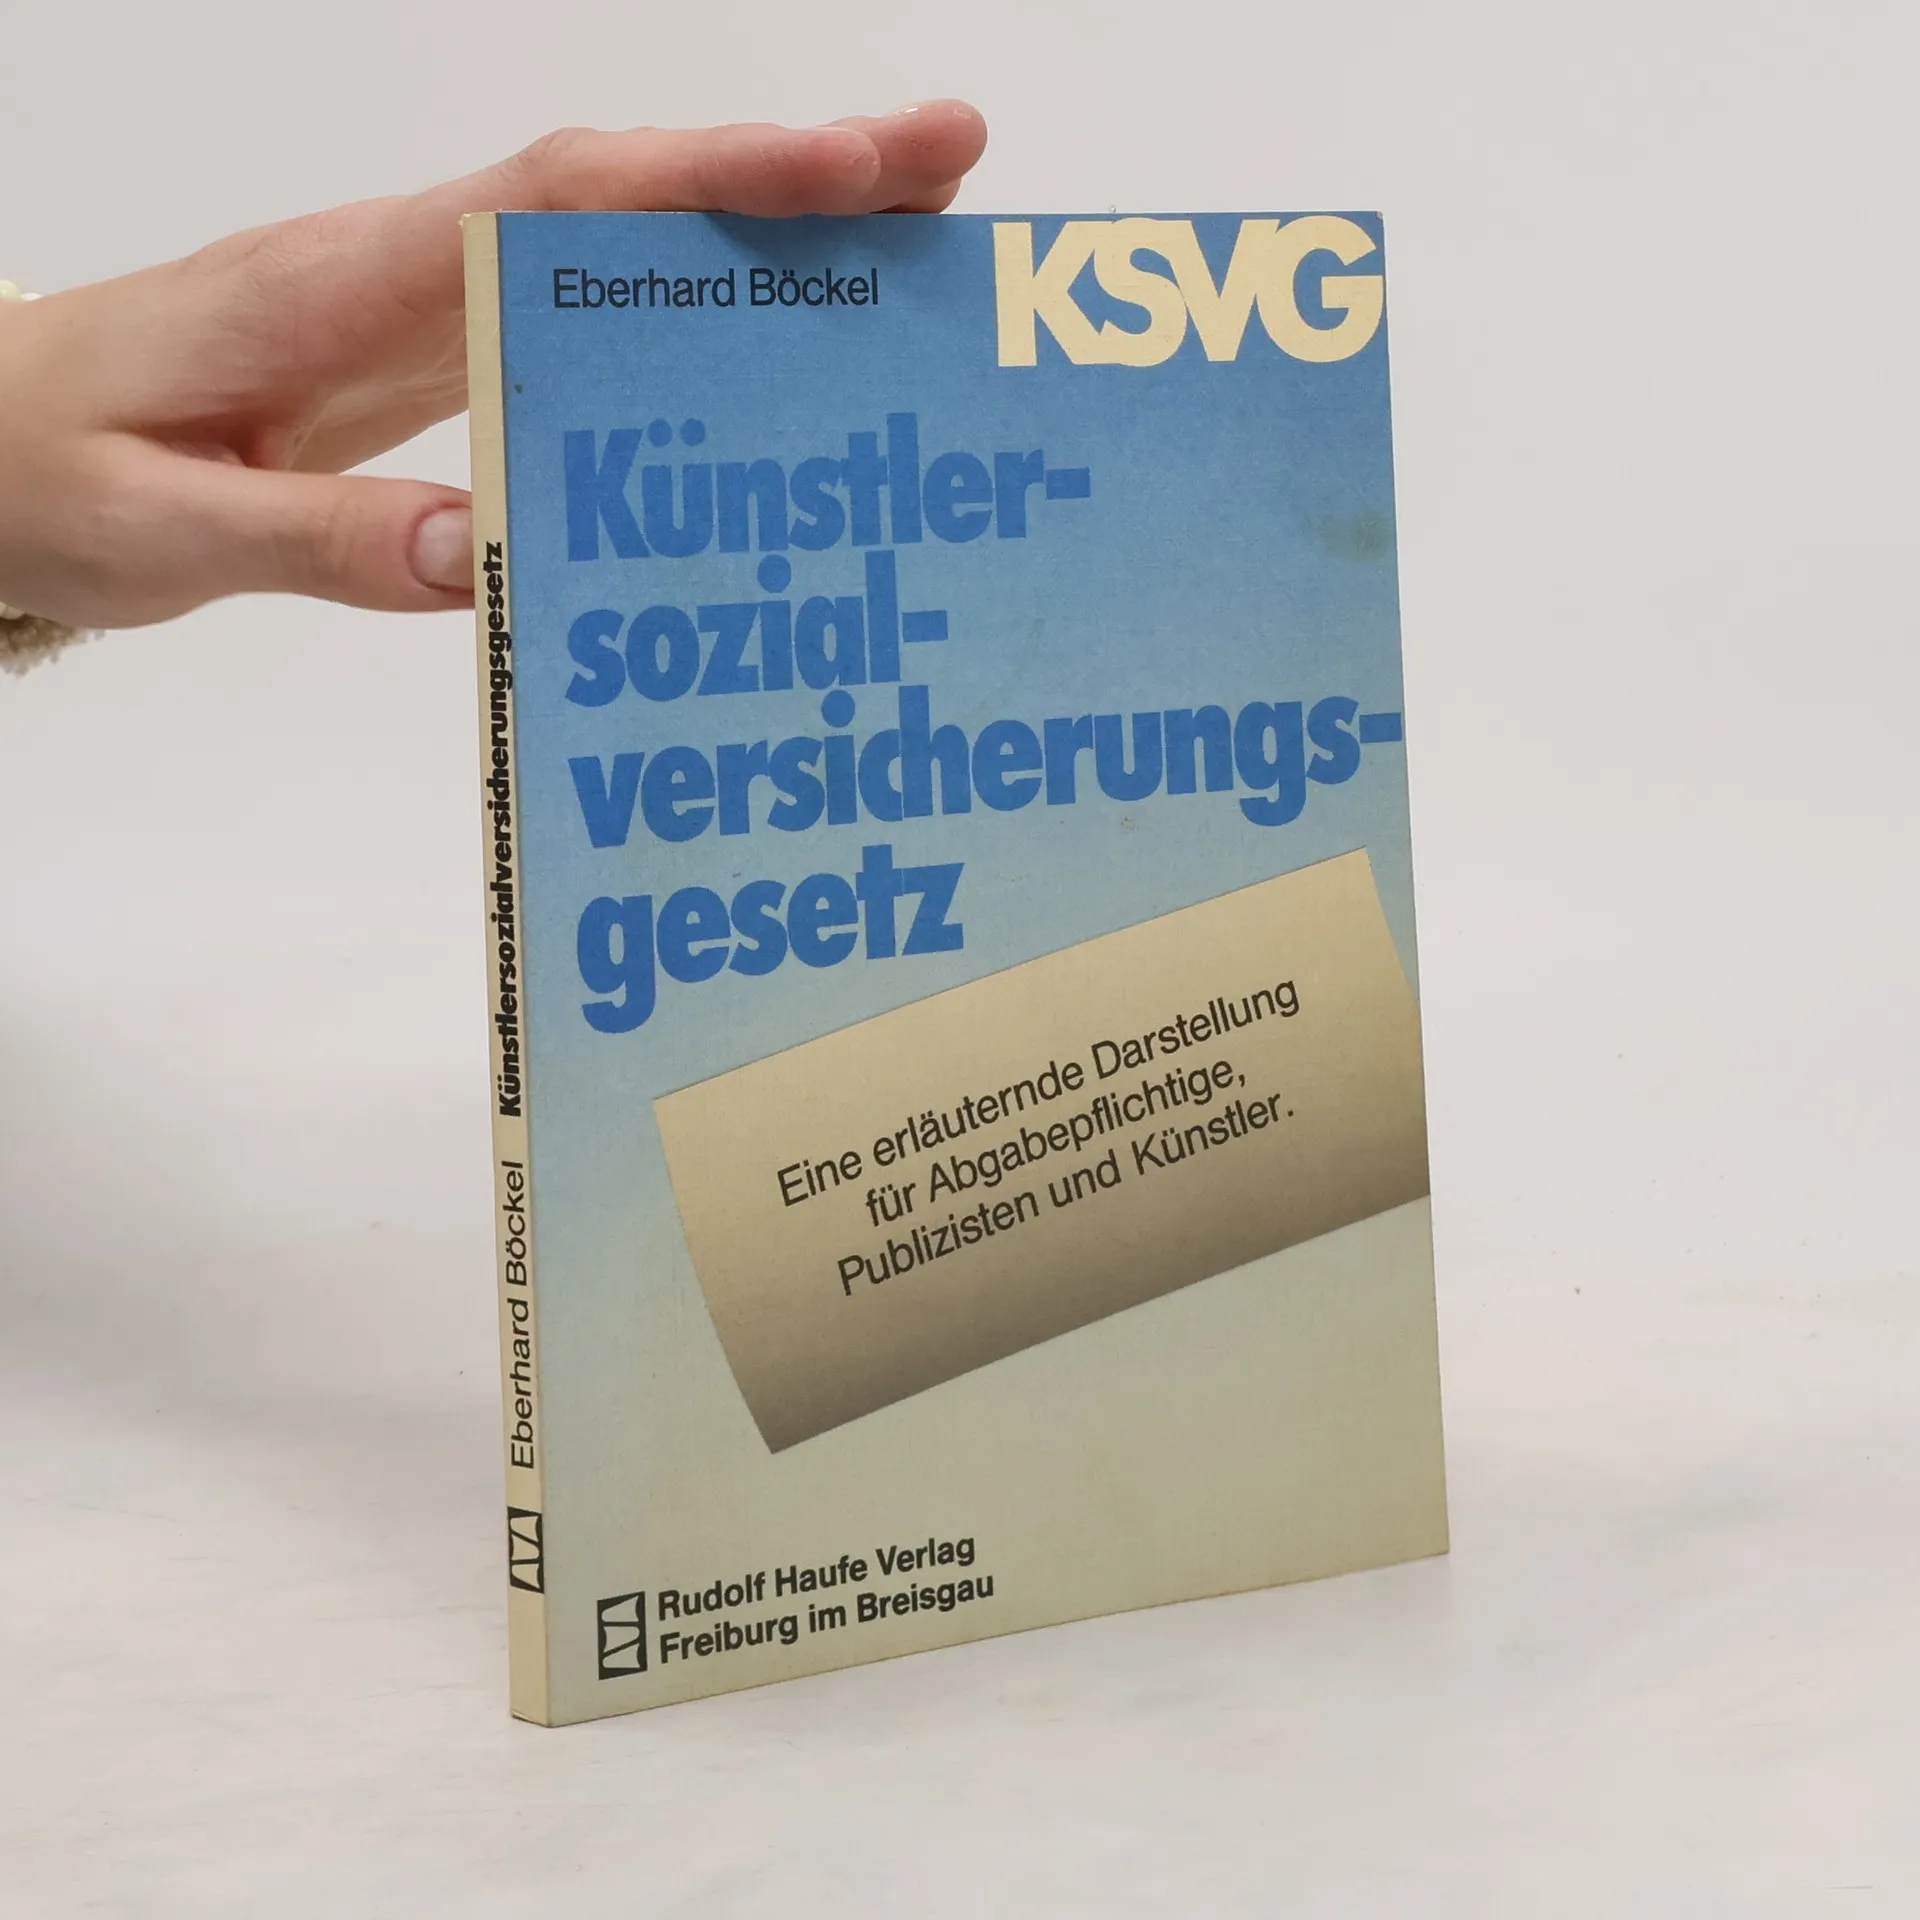 Eberhard Böckel
KSVG
Künstler-
sozial-
versicherungs-
gesetz
Eine erläuternde Darstellung
für Abgabepflichtige,
Publizisten und Künstler.
Rudolf Haufe Verlag
Freiburg im Breisgau
Eberhard Böckel Künstlersozialversicherungsgesetz